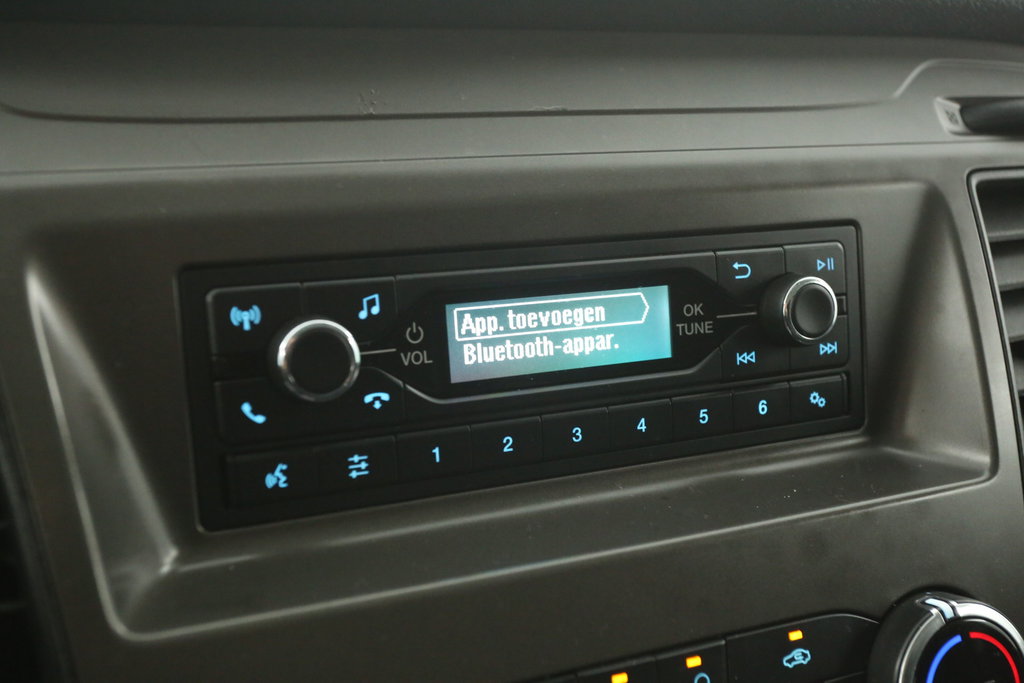 App. toevoegen
Bluetooth-appar.
VOL
OK
TUNE
1 2 3 4 5 6